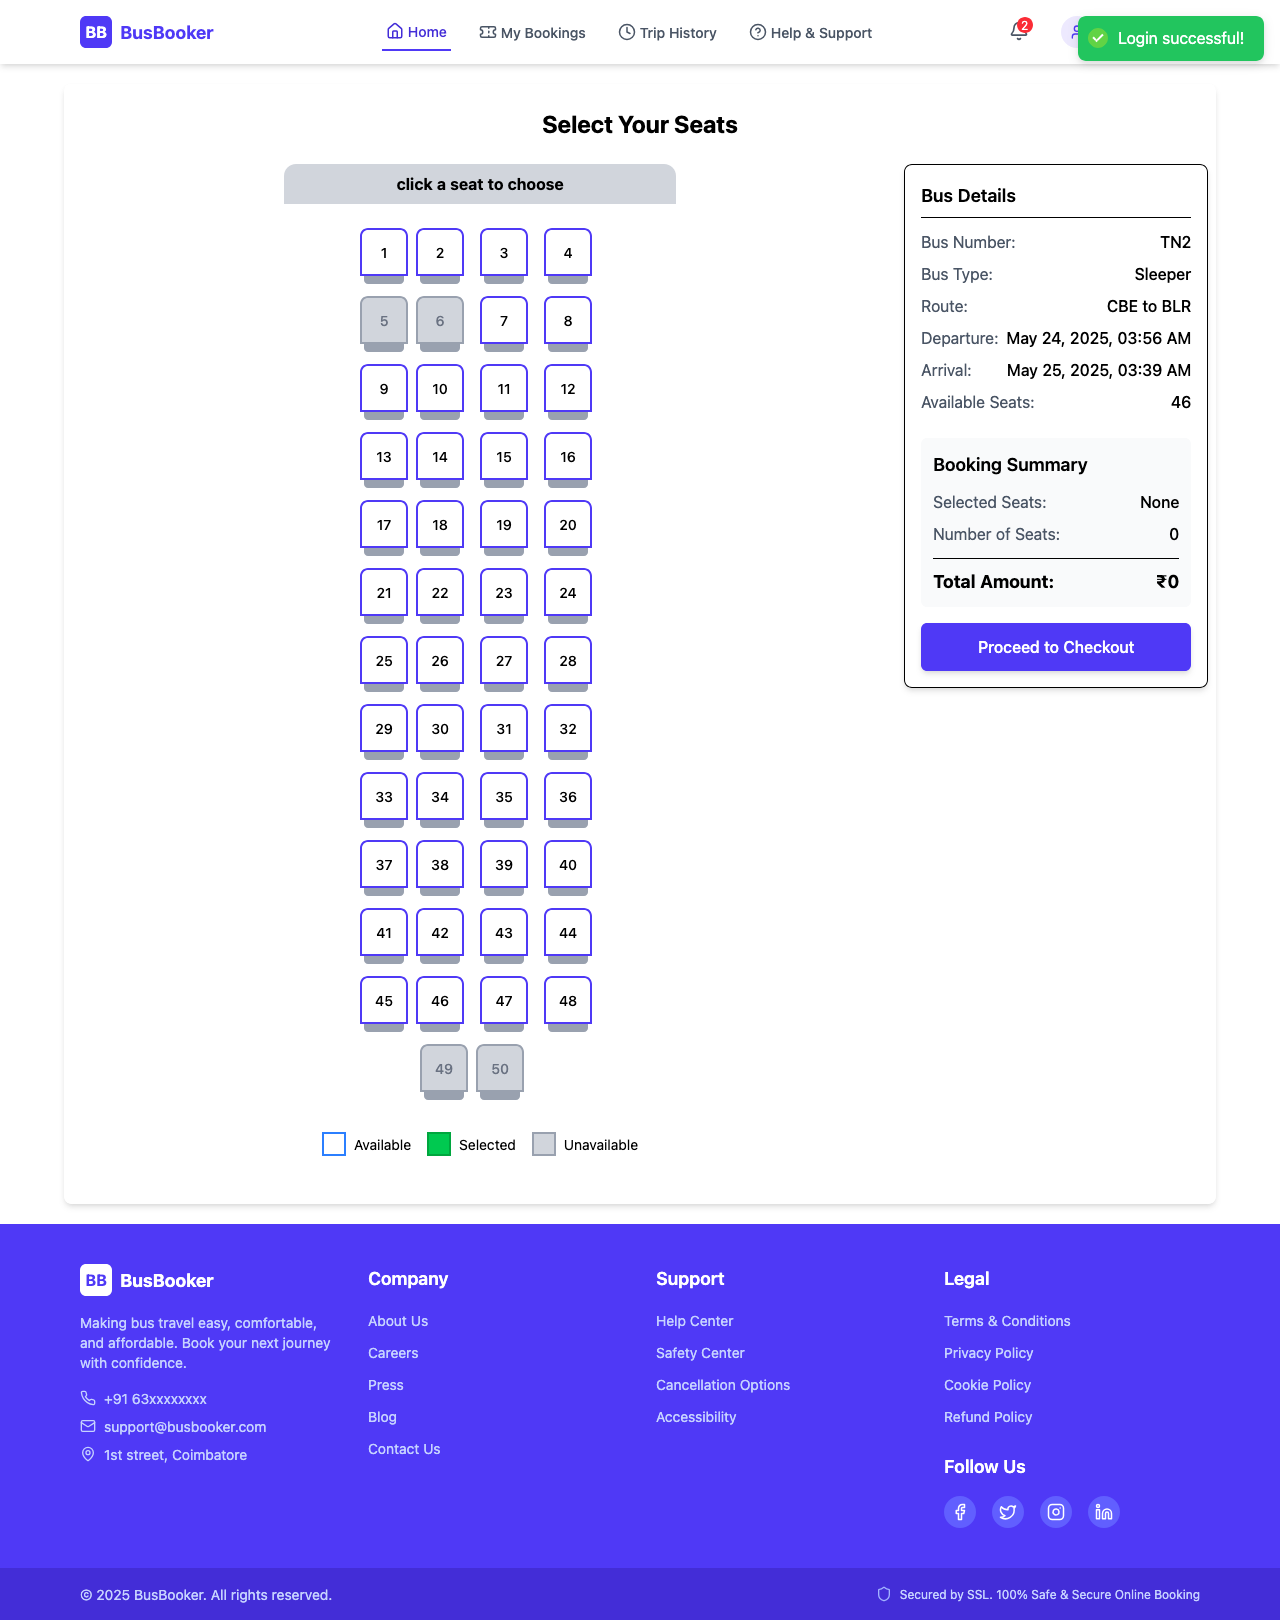 BB BusBooker
Home
My Bookings
Trip History
Help & Support
2
Login successful!
Select Your Seats
click a seat to choose
1 2 3 4
5 6 7 8
9 10 11 12
13 14 15 16
17 18 19 20
21 22 23 24
25 26 27 28
29 30 31 32
33 34 35 36
37 38 39 40
41 42 43 44
45 46 47 48
49 50
Available Selected Unavailable
Bus Details
Bus Number: TN2
Bus Type: Sleeper
Route: CBE to BLR
Departure: May 24, 2025, 03:56 AM
Arrival: May 25, 2025, 03:39 AM
Available Seats: 46
Booking Summary
Selected Seats: None
Number of Seats: 0
Total Amount: ₹0
Proceed to Checkout
BB BusBooker
Making bus travel easy, comfortable,
and affordable. Book your next journey
with confidence.
+91 63xxxxxxxx
support@busbooker.com
1st street, Coimbatore
Company
About Us
Careers
Press
Blog
Contact Us
Support
Help Center
Safety Center
Cancellation Options
Accessibility
Legal
Terms & Conditions
Privacy Policy
Cookie Policy
Refund Policy
Follow Us
© 2025 BusBooker. All rights reserved.
Secured by SSL. 100% Safe & Secure Online Booking